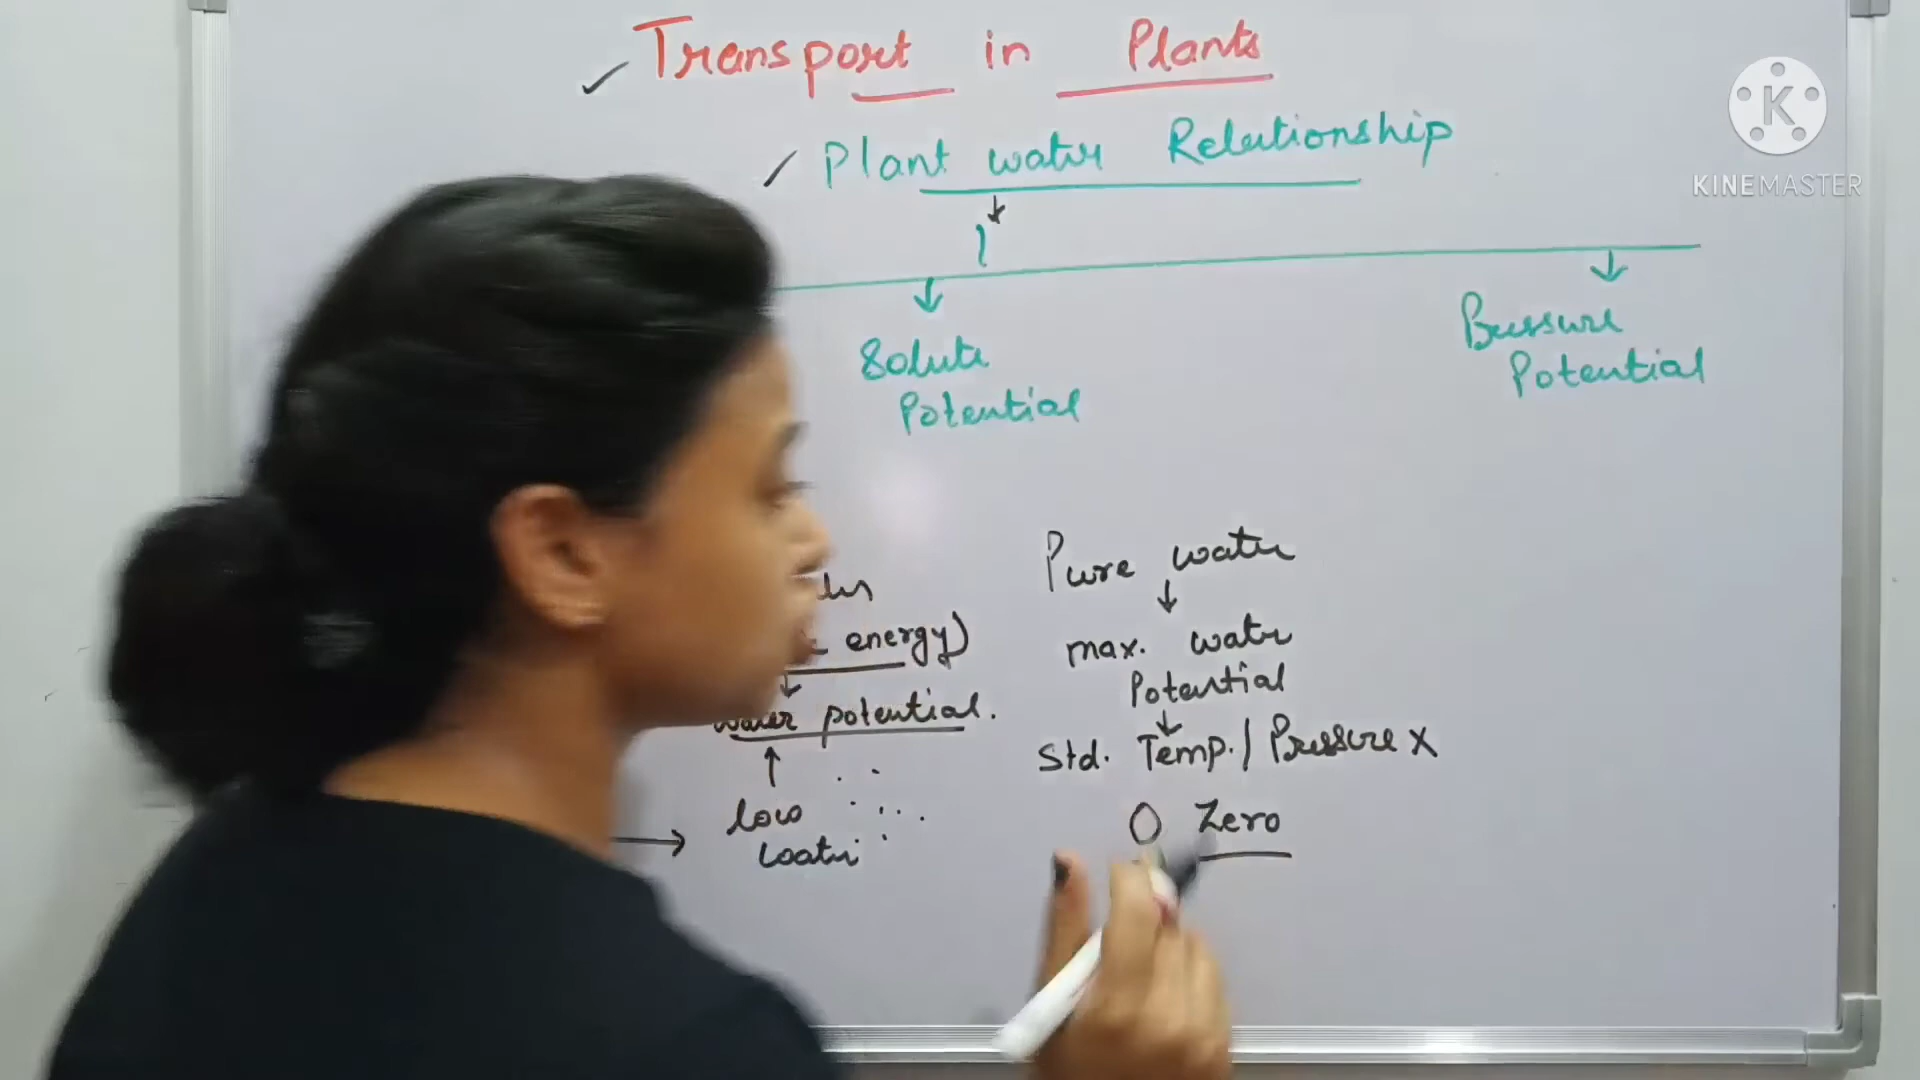 Transport in Plants
Plant water Relationship
Solute
Potential
Pressure
Potential
energy)
water potential.
low
water
Pure water
max. water
Potential
Std. Temp. / Pressure X
O Zero
KINEMASTER